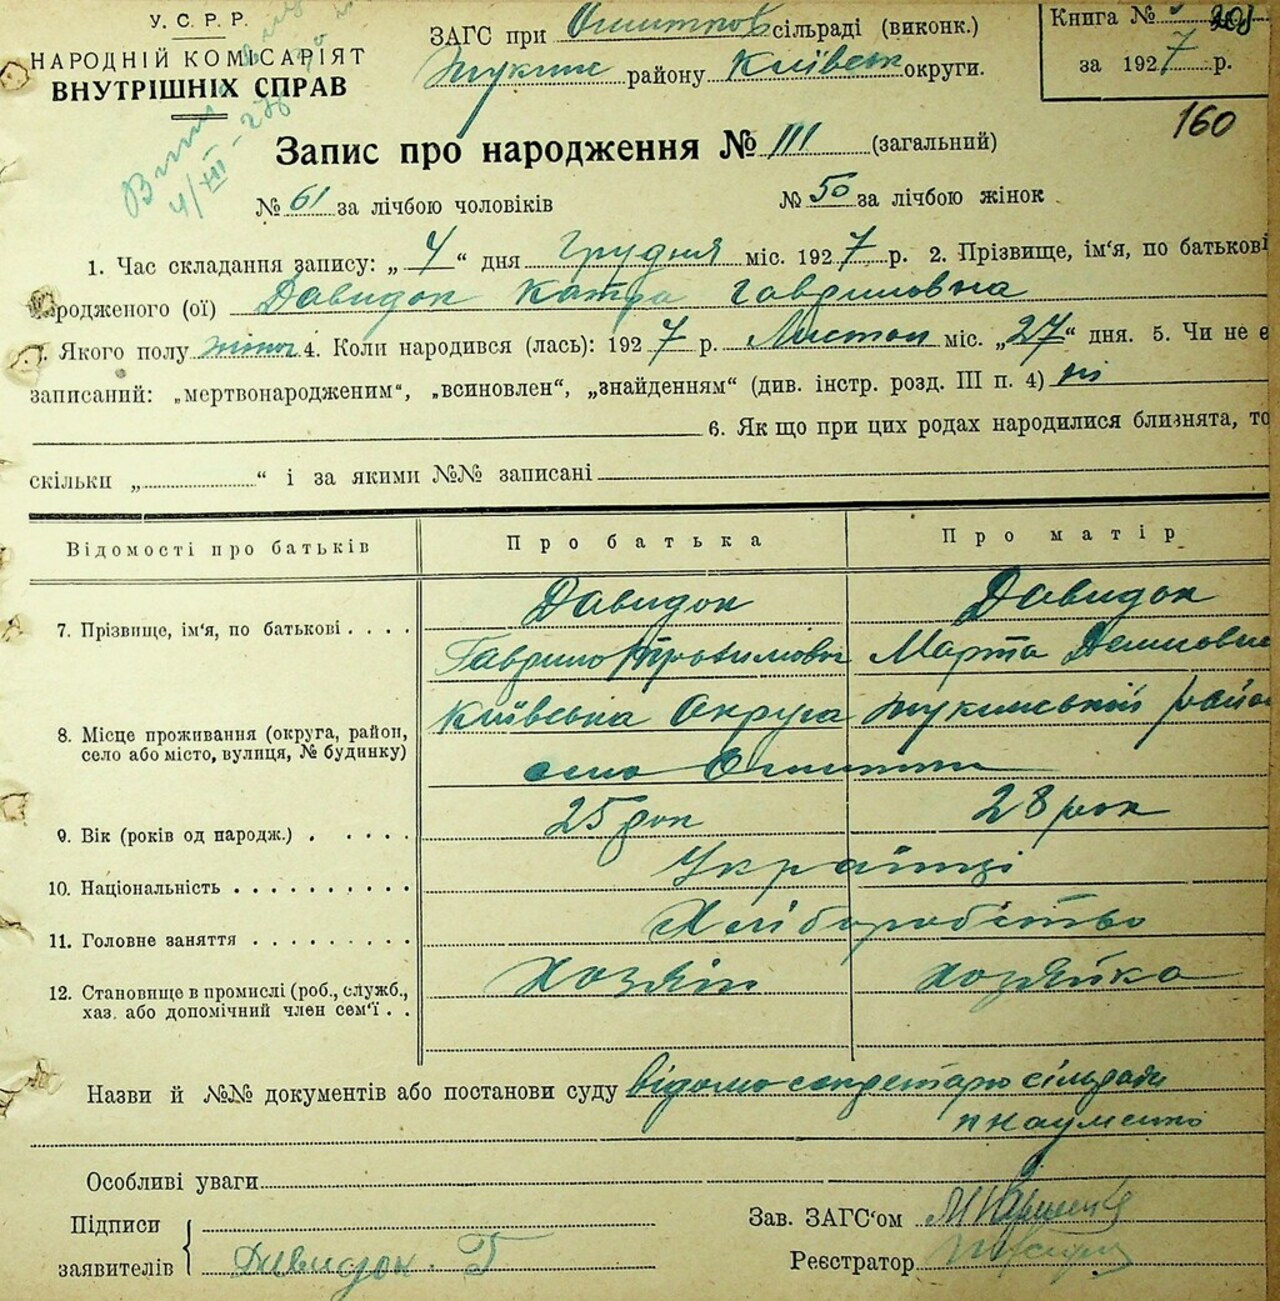 У. С. Р. Р.
НАРОДНІЙ КОМІСАРІЯТ
ВНУТРІШНІХ СПРАВ
ЗАГС при сільраді (виконк.)
району Київськ округи.
Книга №
за 1927 р.
160
Запис про народження № 111 (загальний)
№ 61 за лічбою чоловіків № 50 за лічбою жінок
1. Час складання запису: „ 4 “ дня Грудня міс. 1927 р. 2. Прізвище, ім‘я, по батькові
родженого (ої) Давидок Катра Гавриловна
. Якого полу жіноч 4. Коли народився (лась): 1927 р. Листоп міс. „27“ дня. 5. Чи не є
записаний: „мертвонародженим“, „всиновлен“, „знайденням“ (див. інстр. розд. III п. 4) ні
6. Як що при цих родах народилися близнята, то
скільки „ “ і за якими №№ записані
Відомості про батьків Про батька Про матір
7. Прізвище, ім‘я, по батькові Давидок Давидок
Гаврило Марта
8. Місце проживання (округа, район, село або місто, вулиця, № будинку) Київська Округа район
село
9. Вік (років од народж.) 25 рок 28 рок
10. Національність Українці
11. Головне заняття Хліборобство
12. Становище в промислі (роб., служб., хаз. або допомічний член сем‘ї Хозяїн хозяйка
Назви й №№ документів або постанови суду відомо секретарю сільради
Науменко
Особливі уваги
Підписи
заявителів Давидок. Г
Зав. ЗАГС‘ом
Реєстратор